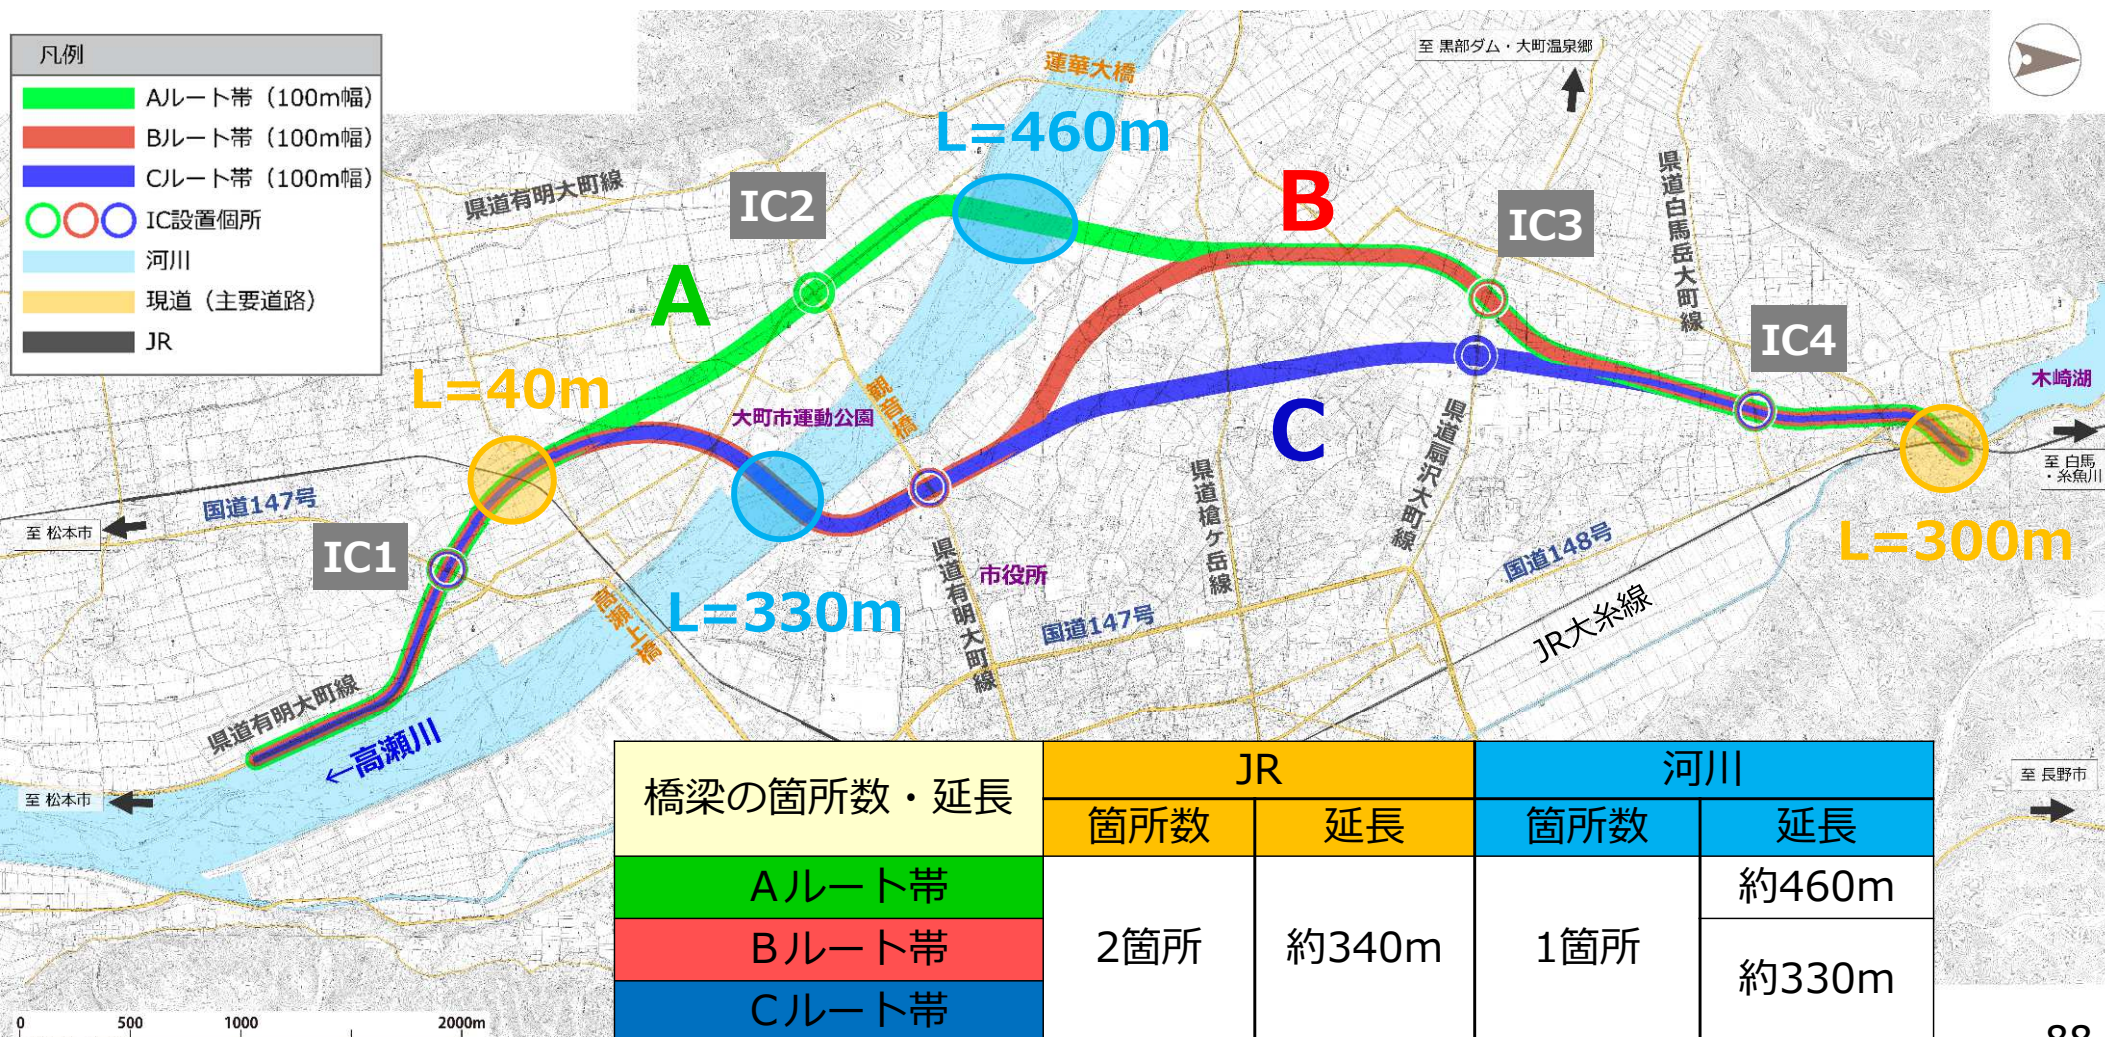 凡例
Aルート帯（100m幅）
Bルート帯（100m幅）
Cルート帯（100m幅）
IC設置個所
河川
現道（主要道路）
JR
至 黒部ダム・大町温泉郷
蓮華大橋
L=460m
県道有明大町線
IC2
B
IC3
県道白馬岳大町線
A
IC4
木崎湖
L=40m
大町市運動公園
観音橋
C
県道扇沢大町線
至 白馬
・糸魚川
国道147号
至 松本市
IC1
県道槍ヶ岳線
国道148号
L=300m
県道有明大町線
市役所
高瀬上橋
L=330m
国道147号
JR大糸線
県道有明大町線
←高瀬川
至 松本市
至 長野市
橋梁の箇所数・延長
JR
河川
箇所数
延長
箇所数
延長
Aルート帯
Bルート帯
Cルート帯
2箇所
約340m
1箇所
約460m
約330m
0 500 1000 2000m
88